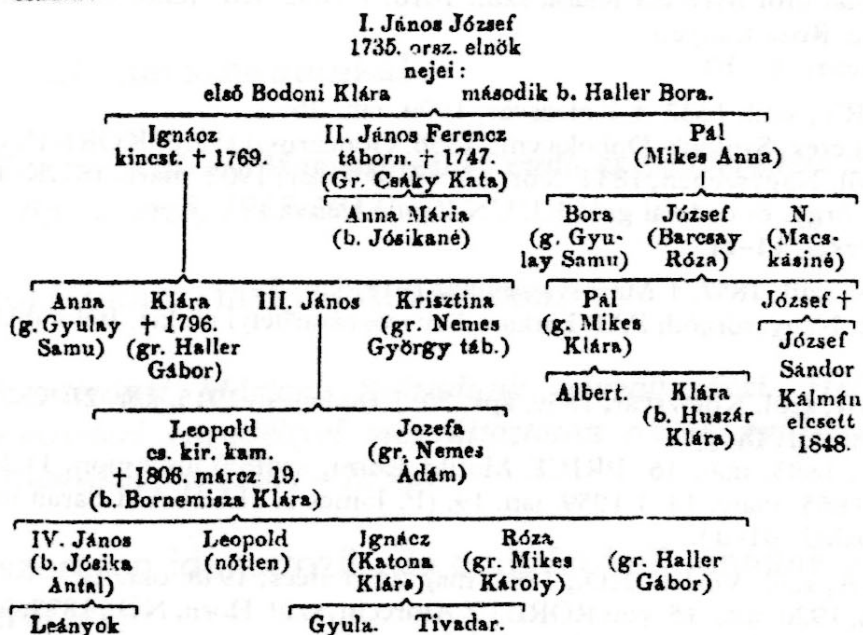 I. János József
1735. orsz. elnök
nejei:
első Bodoni Klára második b. Haller Bora.
Ignácz II. János Ferencz Pál
kincst. † 1769. táborn. † 1747. (Mikes Anna)
(Gr. Csáky Kata)
Anna Mária Bora József N.
(b. Jósikané) (g. Gyu- (Barcsay (Macs-
lay Samu) Róza) kásiné)
Anna Klára III. János Krisztina Pál József †
(g. Gyulay † 1796. (gr. Nemes (g. Mikes József
Samu) (gr. Haller György táb.) Klára) Sándor
Gábor) Kálmán
Albert. Klára elesett
(b. Huszár 1848.
Klára)
Leopold Jozefa
cs. kir. kam. (gr. Nemes
† 1806. márcz 19. Ádám)
(b. Bornemisza Klára)
IV. János Leopold Ignácz Róza (gr. Haller
(b. Jósika (nőtlen) (Katona (gr. Mikes Gábor)
Antal) Klára) Károly)
Leányok Gyula. Tivadar.